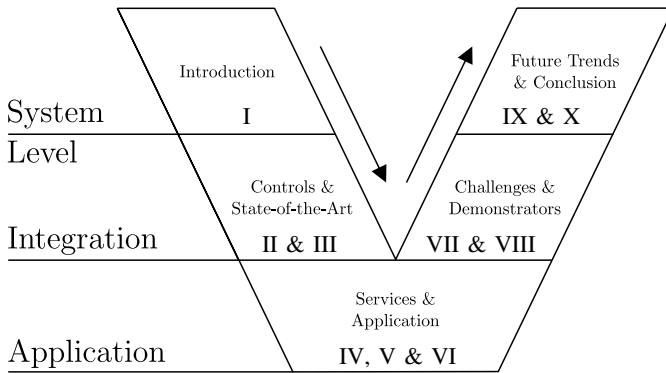 Introduction
I
Future Trends
& Conclusion
IX & X
System
Level
Controls &
State-of-the-Art
II & III
Challenges &
Demonstrators
VII & VIII
Integration
Services &
Application
IV, V & VI
Application